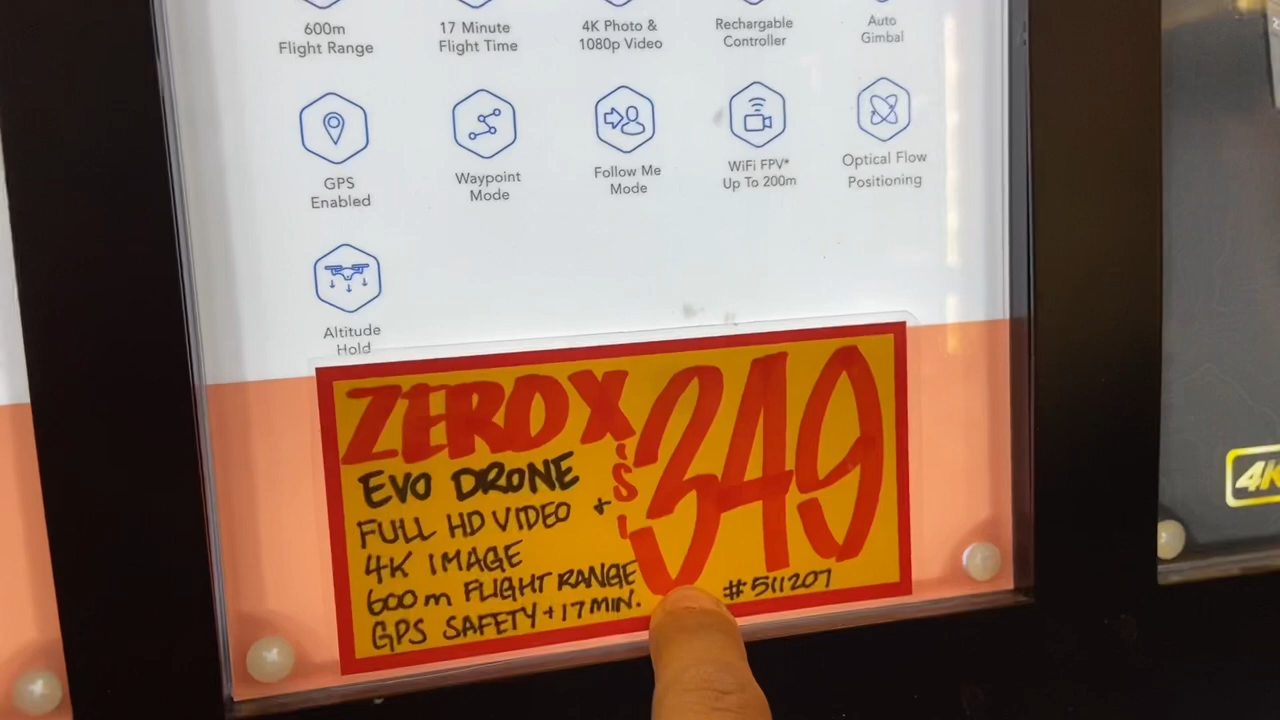 600m
Flight Range
17 Minute
Flight Time
4K Photo &
1080p Video
Rechargable
Controller
Auto
Gimbal
GPS
Enabled
Waypoint
Mode
Follow Me
Mode
WiFi FPV*
Up To 200m
Optical Flow
Positioning
Altitude
Hold
ZERO X
EVO DRONE
FULL HD VIDEO +
4K IMAGE
600m FLIGHT RANGE
GPS SAFETY + 17 MIN.
$349
#511207
4K